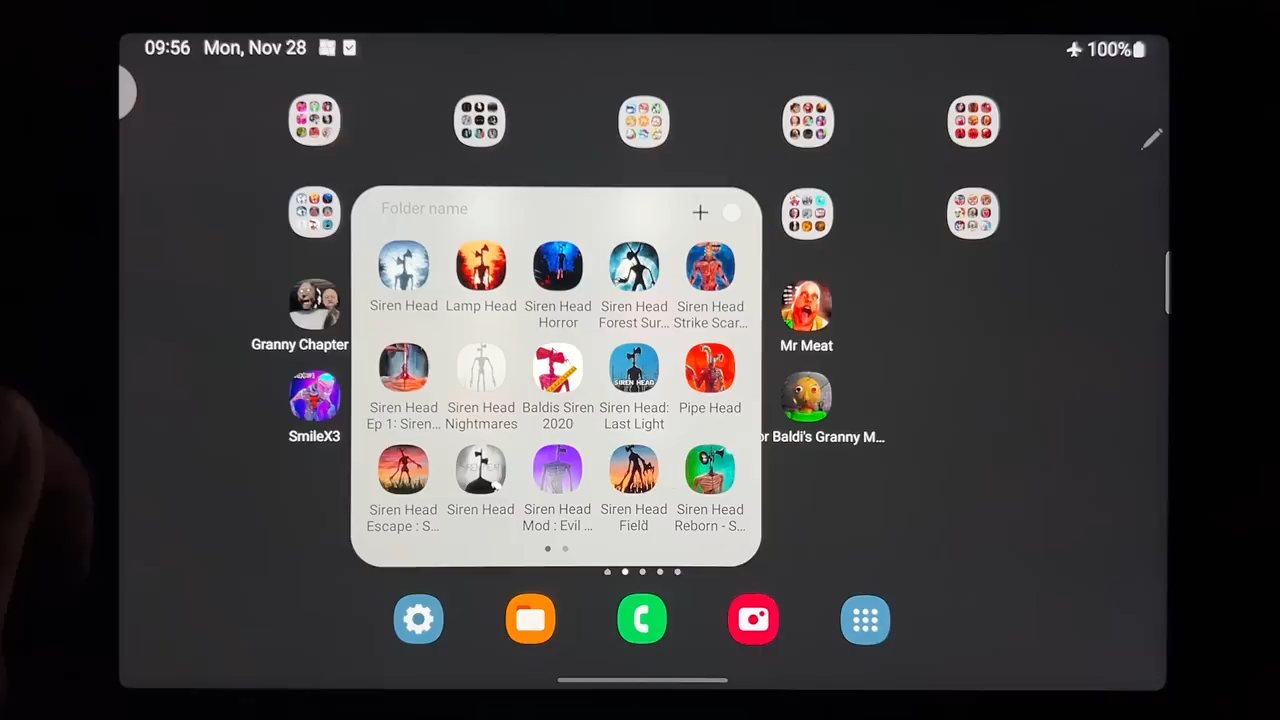 09:56 Mon, Nov 28
100%
Folder name
Siren Head
Lamp Head
Siren Head
Horror
Siren Head
Forest Sur...
Siren Head
Strike Scar...
Granny Chapter
Mr Meat
Siren Head
Ep 1: Siren...
Siren Head
Nightmares
Baldis Siren
2020
SIREN HEAD
Siren Head:
Last Light
Pipe Head
SmileX3
or Baldi's Granny M...
Siren Head
Escape : S...
Siren Head
Siren Head
Mod : Evil ...
Siren Head
Field
Siren Head
Reborn - S...